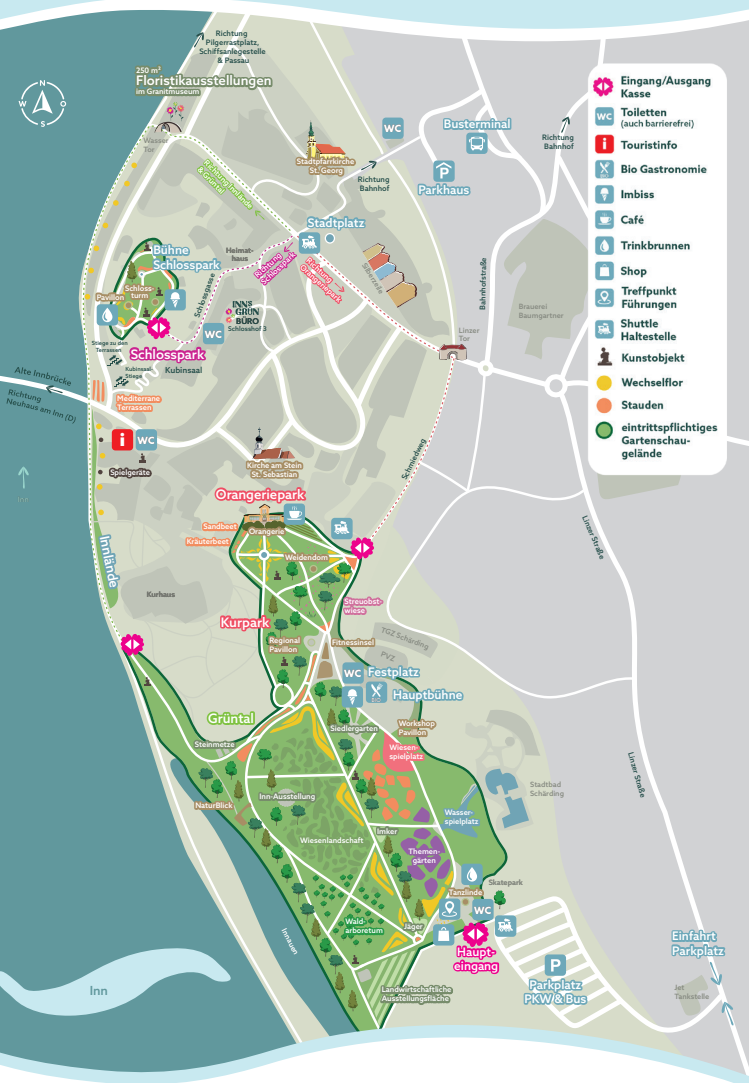 Richtung
Pilgerrastplatz,
Schiffsanlegestelle
& Passau
250 m²
Floristikausstellungen
im Granitmuseum
N
W
O
S
Wasser
Tor
Richtung Innlände
& Grüntal
Stadtpfarrkirche
St. Georg
WC
Busterminal
Richtung
Bahnhof
P
Parkhaus
Richtung
Bahnhof
Stadtplatz
Heimat-
haus
Richtung
Schlosspark
Richtung
Orangeriepark
Silberzeile
Bahnhofstraße
Brauerei
Baumgartner
Bühne
Schlosspark
Schloss-
turm
Pavillon
Schlossgasse
INNS
GRÜN
BÜRO
Schlosshof 3
WC
Stiege zu den
Terrassen
Schlosspark
Kubinsaal-
Stiege
Kubinsaal
Linzer
Tor
Alte Innbrücke
Richtung
Neuhaus am Inn (D)
Mediterrane
Terrassen
i
WC
Spielgeräte
Inn
Kirche am Stein
St. Sebastian
Schmiedweg
Orangeriepark
Sandbeet
Orangerie
Kräuterbeet
Weidendom
Innlände
Kurhaus
Streuobst-
wiese
Kurpark
Regional
Pavillon
Fitnessinsel
TGZ Schärding
PVZ
WC
Festplatz
Hauptbühne
Linzer Straße
Grüntal
Steinmetze
Siedlergarten
Workshop
Pavillon
Wiesen-
spielplatz
Linzer Straße
Stadtbad
Schärding
NaturBlick
Inn-Ausstellung
Wasser-
spielplatz
Imker
Wiesenlandschaft
Themen-
gärten
Tanzlinde
Skatepark
WC
Wald-
arboretum
Jäger
Haupt-
eingang
Innauen
Landwirtschaftliche
Ausstellungsfläche
P
Parkplatz
PKW & Bus
Einfahrt
Parkplatz
Jet
Tankstelle
Inn
Eingang/Ausgang
Kasse
WC
Toiletten
(auch barrierefrei)
i
Touristinfo
Bio Gastronomie
Imbiss
Café
Trinkbrunnen
Shop
Treffpunkt
Führungen
Shuttle
Haltestelle
Kunstobjekt
Wechselflor
Stauden
eintrittspflichtiges
Gartenschau-
gelände